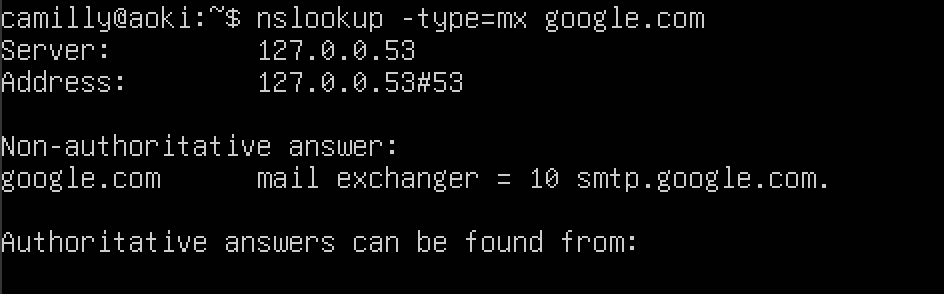 camilly@aoki:~$ nslookup -type=mx google.com
Server:         127.0.0.53
Address:        127.0.0.53#53

Non-authoritative answer:
google.com      mail exchanger = 10 smtp.google.com.

Authoritative answers can be found from: